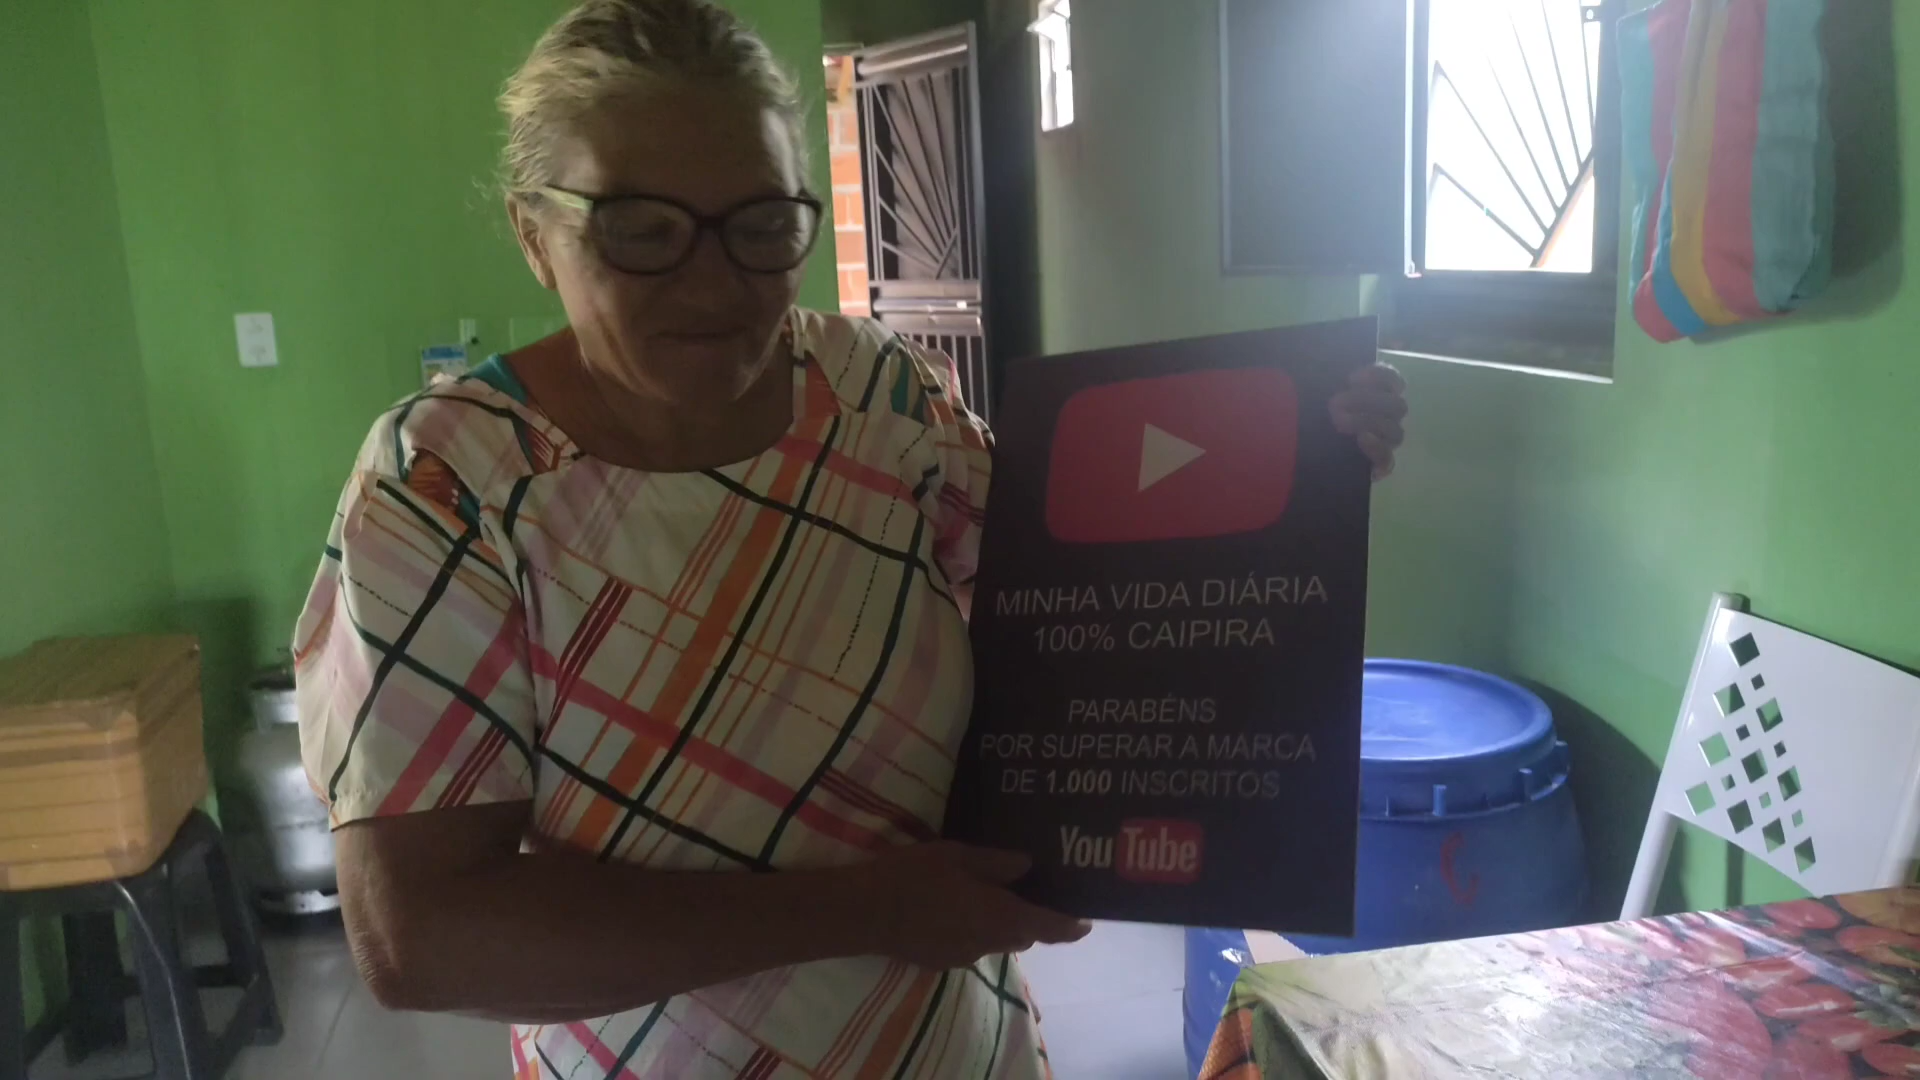 MINHA VIDA DIÁRIA
100% CAIPIRA
PARABÉNS
POR SUPERAR A MARCA
DE 1.000 INSCRITOS
YouTube